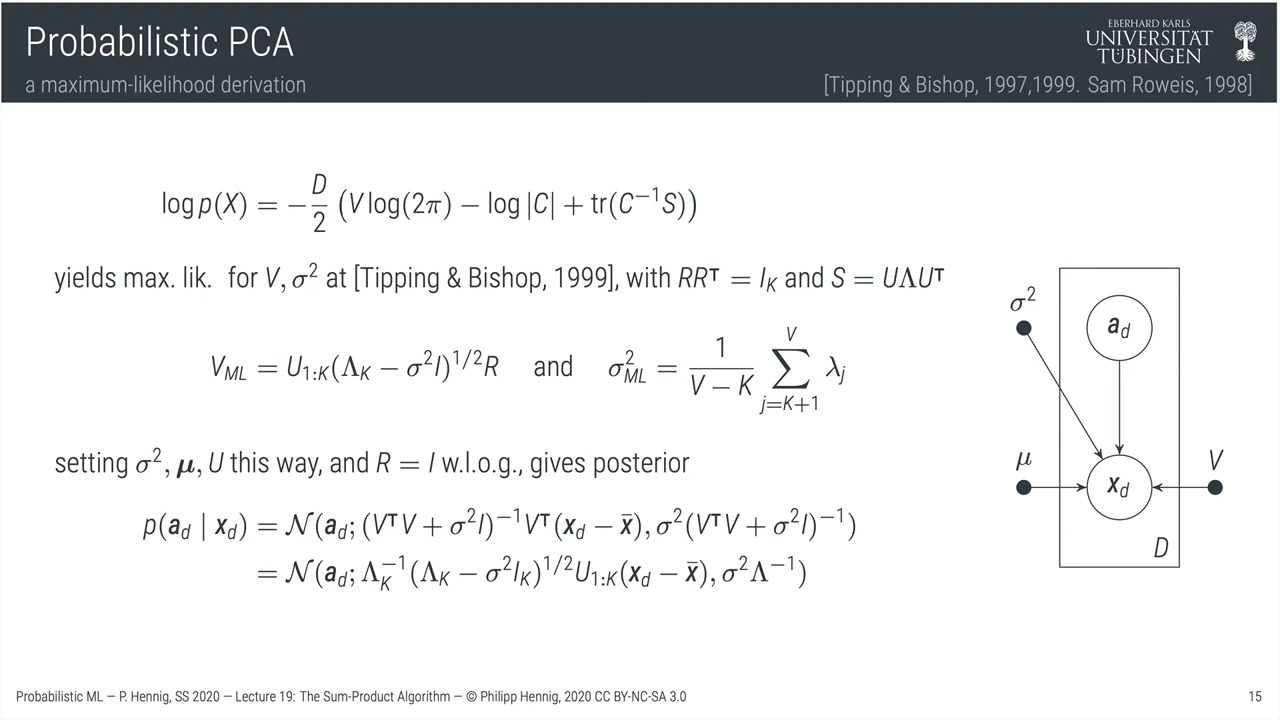 Probabilistic PCA
a maximum-likelihood derivation
EBERHARD KARLS
UNIVERSITÄT
TÜBINGEN
[Tipping & Bishop, 1997,1999. Sam Roweis, 1998]
log p(X) = −D/2 (V log(2π) − log |C| + tr(C⁻¹S))
yields max. lik. for V, σ² at [Tipping & Bishop, 1999], with RRᵀ = I_K and S = UΛUᵀ
V_ML = U_{1:K}(Λ_K − σ²I)^{1/2}R and σ²_ML = 1/(V − K) ∑_{j=K+1}^{V} λ_j
setting σ², μ, U this way, and R = I w.l.o.g., gives posterior
p(a_d | x_d) = 𝒩(a_d; (VᵀV + σ²I)⁻¹Vᵀ(x_d − x̄), σ²(VᵀV + σ²I)⁻¹)
= 𝒩(a_d; Λ_K⁻¹(Λ_K − σ²I_K)^{1/2}U_{1:K}(x_d − x̄), σ²Λ⁻¹)
σ²
a_d
μ
x_d
V
D
Probabilistic ML — P. Hennig, SS 2020 — Lecture 19: The Sum-Product Algorithm — © Philipp Hennig, 2020 CC BY-NC-SA 3.0
15